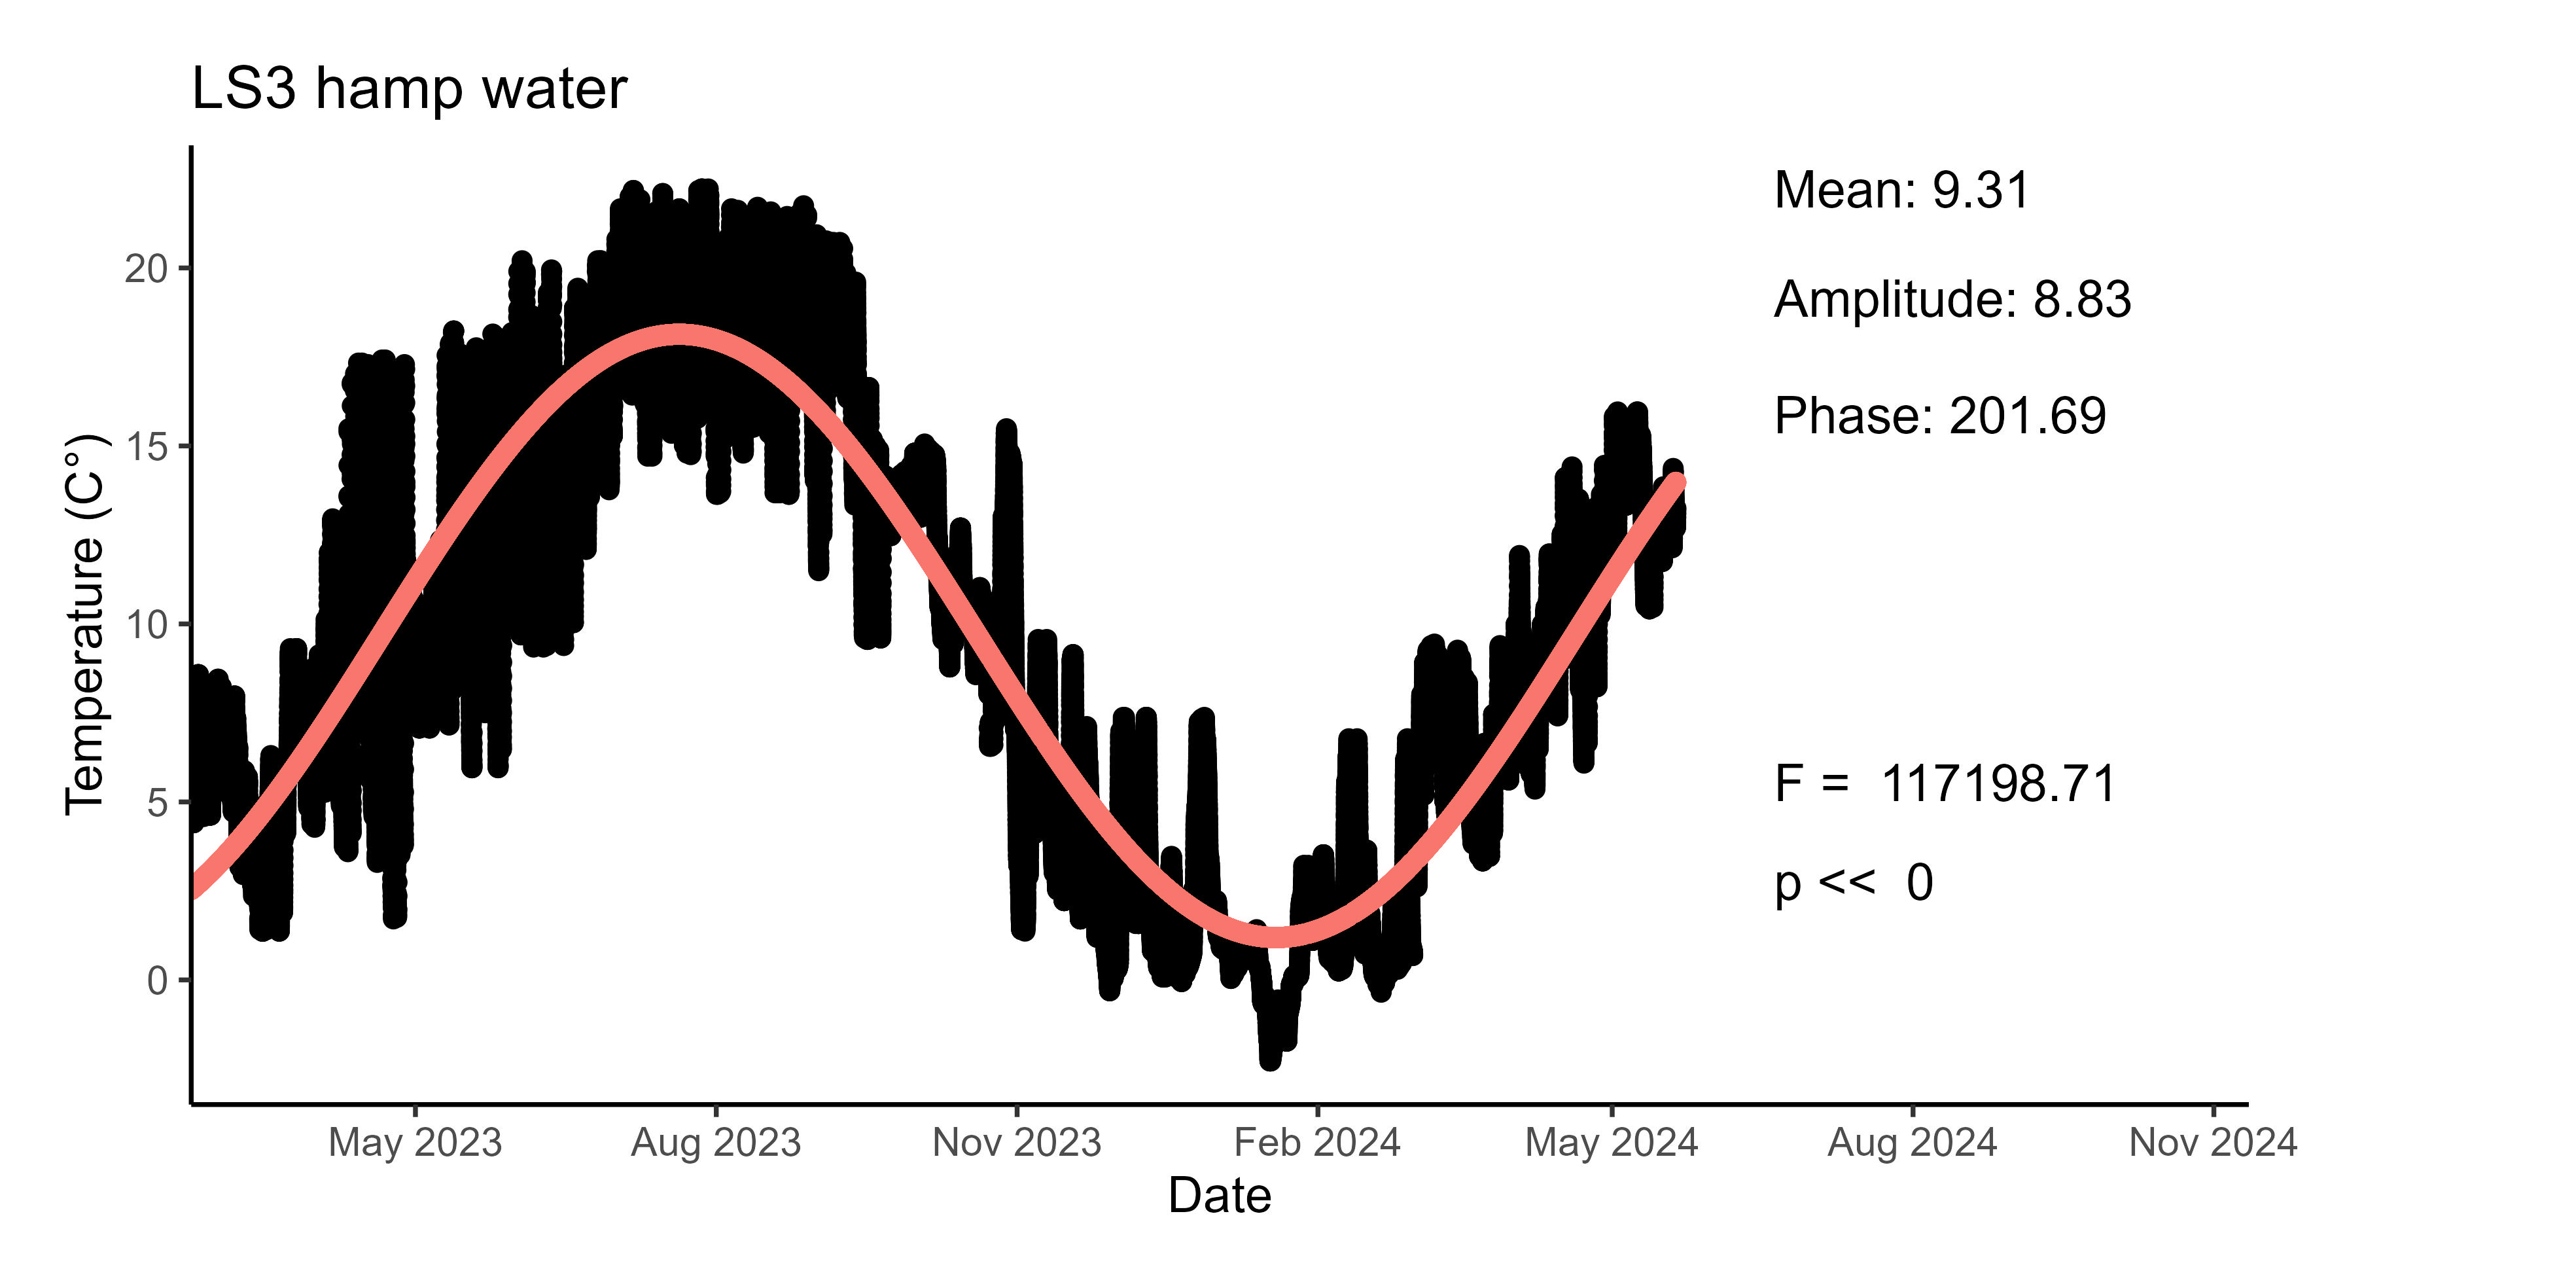 LS3 hamp water
Mean: 9.31
Amplitude: 8.83
Phase: 201.69
F =  117198.71
p <<  0
Temperature (C°)
20
15
10
5
0
May 2023
Aug 2023
Nov 2023
Feb 2024
May 2024
Aug 2024
Nov 2024
Date